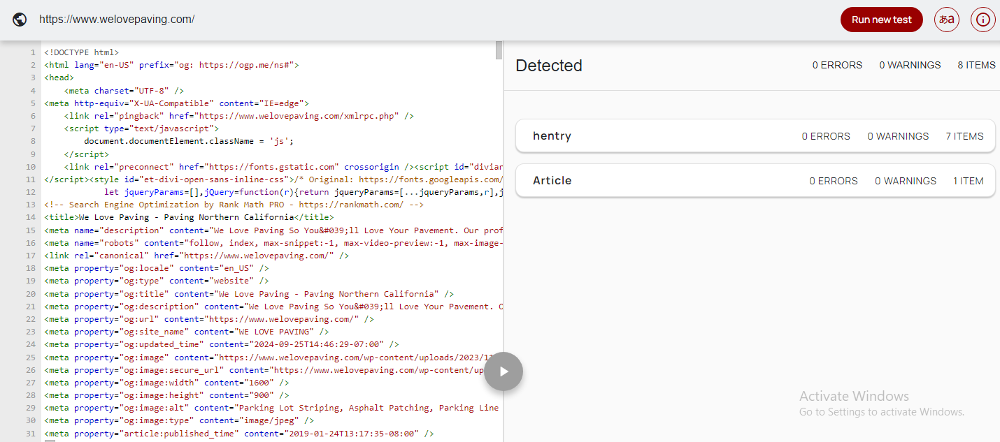 https://www.welovepaving.com/
Run new test
あa
1 <!DOCTYPE html>
2 <html lang="en-US" prefix="og: https://ogp.me/ns#">
3 <head>
4 <meta charset="UTF-8" />
5 <meta http-equiv="X-UA-Compatible" content="IE=edge">
6 <link rel="pingback" href="https://www.welovepaving.com/xmlrpc.php" />
7 <script type="text/javascript">
8 document.documentElement.className = 'js';
9 </script>
10 <link rel="preconnect" href="https://fonts.gstatic.com" crossorigin /><script id="diviar
11 </script><style id="et-divi-open-sans-inline-css">/* Original: https://fonts.googleapis.com/
12 let jqueryParams=[],jQuery=function(r){return jqueryParams=[...jqueryParams,r],j
13 <!-- Search Engine Optimization by Rank Math PRO - https://rankmath.com/ -->
14 <title>We Love Paving - Paving Northern California</title>
15 <meta name="description" content="We Love Paving So You&#039;ll Love Your Pavement. Our prof
16 <meta name="robots" content="follow, index, max-snippet:-1, max-video-preview:-1, max-image-
17 <link rel="canonical" href="https://www.welovepaving.com/" />
18 <meta property="og:locale" content="en_US" />
19 <meta property="og:type" content="website" />
20 <meta property="og:title" content="We Love Paving - Paving Northern California" />
21 <meta property="og:description" content="We Love Paving So You&#039;ll Love Your Pavement. O
22 <meta property="og:url" content="https://www.welovepaving.com/" />
23 <meta property="og:site_name" content="WE LOVE PAVING" />
24 <meta property="og:updated_time" content="2024-09-25T14:46:29-07:00" />
25 <meta property="og:image" content="https://www.welovepaving.com/wp-content/uploads/2023/11
26 <meta property="og:image:secure_url" content="https://www.welovepaving.com/wp-content/up
27 <meta property="og:image:width" content="1600" />
28 <meta property="og:image:height" content="900" />
29 <meta property="og:image:alt" content="Parking Lot Striping, Asphalt Patching, Parking Line
30 <meta property="og:image:type" content="image/jpeg" />
31 <meta property="article:published_time" content="2019-01-24T13:17:35-08:00" />
Detected 0 ERRORS 0 WARNINGS 8 ITEMS
hentry 0 ERRORS 0 WARNINGS 7 ITEMS
Article 0 ERRORS 0 WARNINGS 1 ITEM
Activate Windows
Go to Settings to activate Windows.